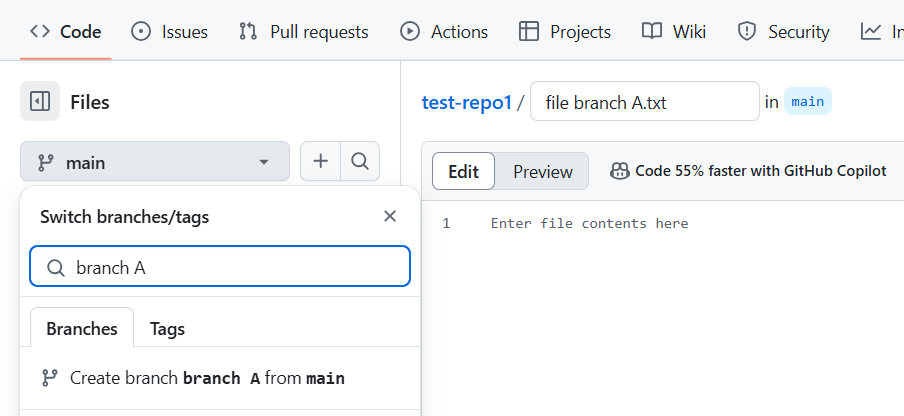 Code Issues Pull requests Actions Projects Wiki Security
Files
main
Switch branches/tags
branch A
Branches Tags
Create branch branch A from main
test-repo1 / file branch A.txt in main
Edit Preview Code 55% faster with GitHub Copilot
1 Enter file contents here